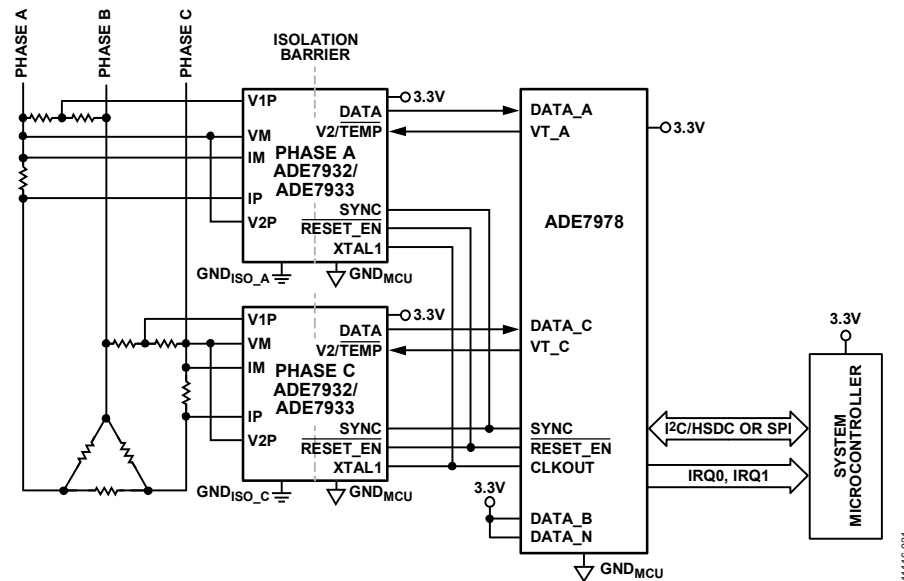 PHASE A
PHASE B
PHASE C
ISOLATION
BARRIER
V1P
VM
IM
IP
V2P
DATA
V2/TEMP
PHASE A
ADE7932/
ADE7933
SYNC
RESET_EN
XTAL1
3.3V
GNDISO_A
GNDMCU
V1P
VM
IM
IP
V2P
DATA
V2/TEMP
PHASE C
ADE7932/
ADE7933
SYNC
RESET_EN
XTAL1
3.3V
GNDISO_C
GNDMCU
DATA_A
VT_A
3.3V
ADE7978
DATA_C
VT_C
SYNC
RESET_EN
CLKOUT
3.3V
DATA_B
DATA_N
GNDMCU
I2C/HSDC OR SPI
IRQ0, IRQ1
3.3V
SYSTEM
MICROCONTROLLER